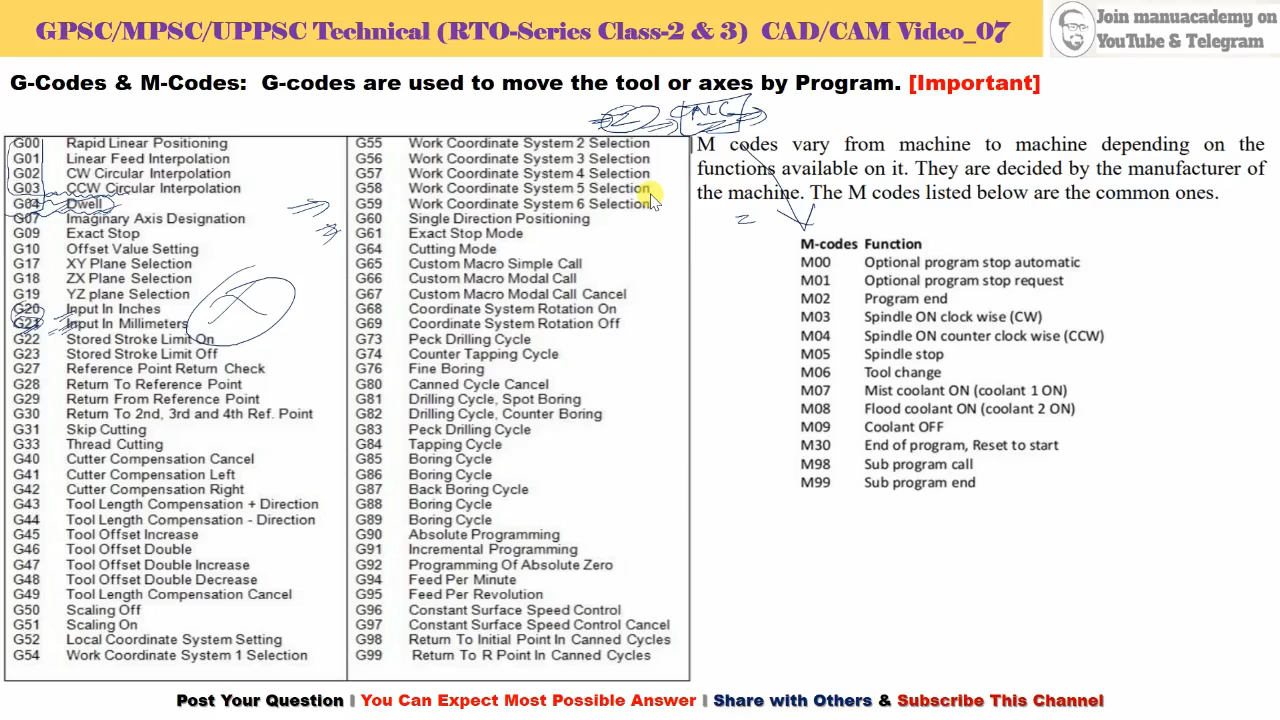 GPSC/MPSC/UPPSC Technical (RTO-Series Class-2 & 3) CAD/CAM Video_07
Join manuacademy on
YouTube & Telegram
G-Codes & M-Codes: G-codes are used to move the tool or axes by Program. [Important]
CNC
G00 Rapid Linear Positioning
G01 Linear Feed Interpolation
G02 CW Circular Interpolation
G03 CCW Circular Interpolation
G04 Dwell
G07 Imaginary Axis Designation
G09 Exact Stop
G10 Offset Value Setting
G17 XY Plane Selection
G18 ZX Plane Selection
G19 YZ plane Selection
G20 Input In Inches
G21 Input In Millimeters
G22 Stored Stroke Limit On
G23 Stored Stroke Limit Off
G27 Reference Point Return Check
G28 Return To Reference Point
G29 Return From Reference Point
G30 Return To 2nd, 3rd and 4th Ref. Point
G31 Skip Cutting
G33 Thread Cutting
G40 Cutter Compensation Cancel
G41 Cutter Compensation Left
G42 Cutter Compensation Right
G43 Tool Length Compensation + Direction
G44 Tool Length Compensation - Direction
G45 Tool Offset Increase
G46 Tool Offset Double
G47 Tool Offset Double Increase
G48 Tool Offset Double Decrease
G49 Tool Length Compensation Cancel
G50 Scaling Off
G51 Scaling On
G52 Local Coordinate System Setting
G54 Work Coordinate System 1 Selection
G55 Work Coordinate System 2 Selection
G56 Work Coordinate System 3 Selection
G57 Work Coordinate System 4 Selection
G58 Work Coordinate System 5 Selection
G59 Work Coordinate System 6 Selection
G60 Single Direction Positioning
G61 Exact Stop Mode
G64 Cutting Mode
G65 Custom Macro Simple Call
G66 Custom Macro Modal Call
G67 Custom Macro Modal Call Cancel
G68 Coordinate System Rotation On
G69 Coordinate System Rotation Off
G73 Peck Drilling Cycle
G74 Counter Tapping Cycle
G76 Fine Boring
G80 Canned Cycle Cancel
G81 Drilling Cycle, Spot Boring
G82 Drilling Cycle, Counter Boring
G83 Peck Drilling Cycle
G84 Tapping Cycle
G85 Boring Cycle
G86 Boring Cycle
G87 Back Boring Cycle
G88 Boring Cycle
G89 Boring Cycle
G90 Absolute Programming
G91 Incremental Programming
G92 Programming Of Absolute Zero
G94 Feed Per Minute
G95 Feed Per Revolution
G96 Constant Surface Speed Control
G97 Constant Surface Speed Control Cancel
G98 Return To Initial Point In Canned Cycles
G99 Return To R Point In Canned Cycles
M codes vary from machine to machine depending on the
functions available on it. They are decided by the manufacturer of
the machine. The M codes listed below are the common ones.
M-codes Function
M00 Optional program stop automatic
M01 Optional program stop request
M02 Program end
M03 Spindle ON clock wise (CW)
M04 Spindle ON counter clock wise (CCW)
M05 Spindle stop
M06 Tool change
M07 Mist coolant ON (coolant 1 ON)
M08 Flood coolant ON (coolant 2 ON)
M09 Coolant OFF
M30 End of program, Reset to start
M98 Sub program call
M99 Sub program end
Post Your Question | You Can Expect Most Possible Answer | Share with Others & Subscribe This Channel